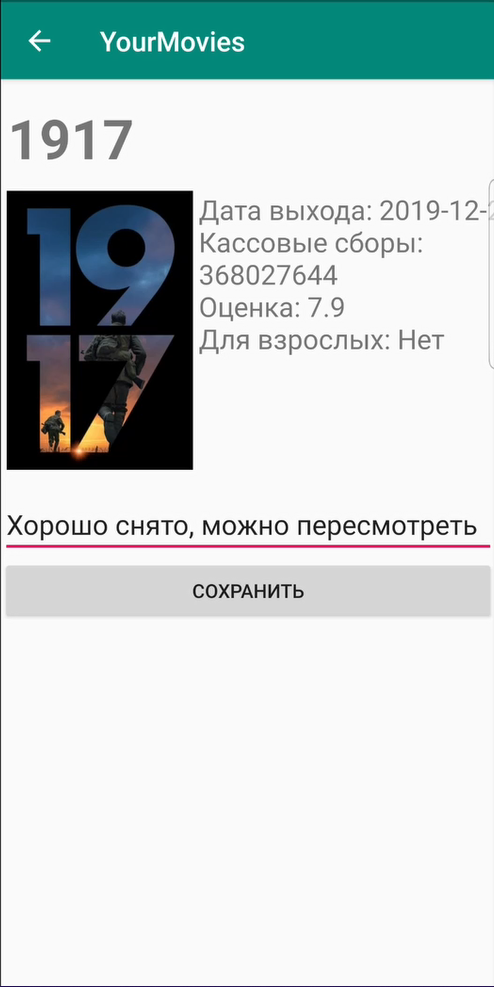 YourMovies
1917
19
17
Дата выхода: 2019-12-
Кассовые сборы:
368027644
Оценка: 7.9
Для взрослых: Нет
Хорошо снято, можно пересмотреть
СОХРАНИТЬ